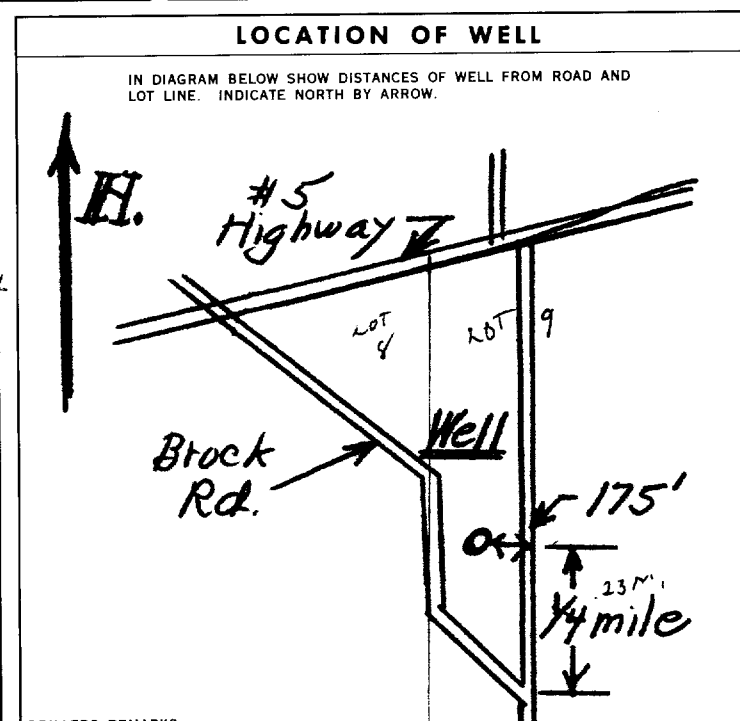 LOCATION OF WELL
IN DIAGRAM BELOW SHOW DISTANCES OF WELL FROM ROAD AND
LOT LINE. INDICATE NORTH BY ARROW.
N.
#5
Highway
LOT
8
LOT 9
Well
Brock
Rd.
175'
.23 M.
1/4 mile